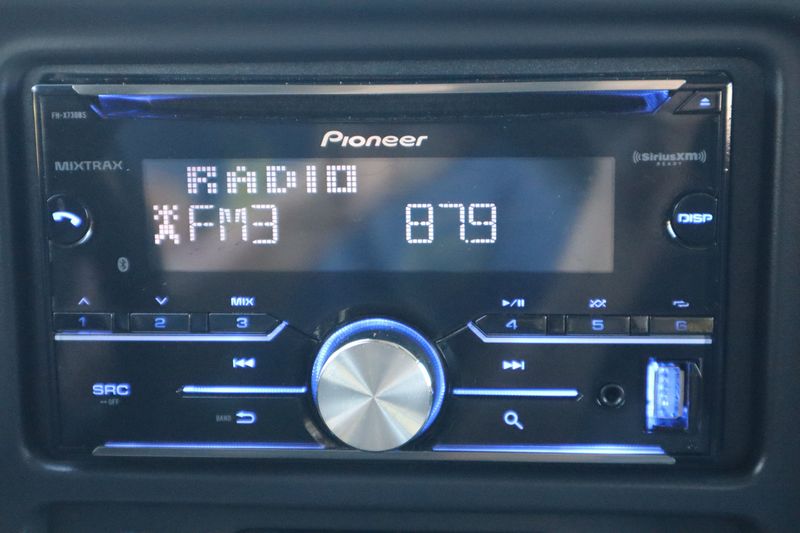 FH-X730BS
Pioneer
MIXTRAX
SiriusXM
READY
RADIO
FM3 87.9
DISP
MIX
1 2 3 4 5 6
SRC
OFF
BAND